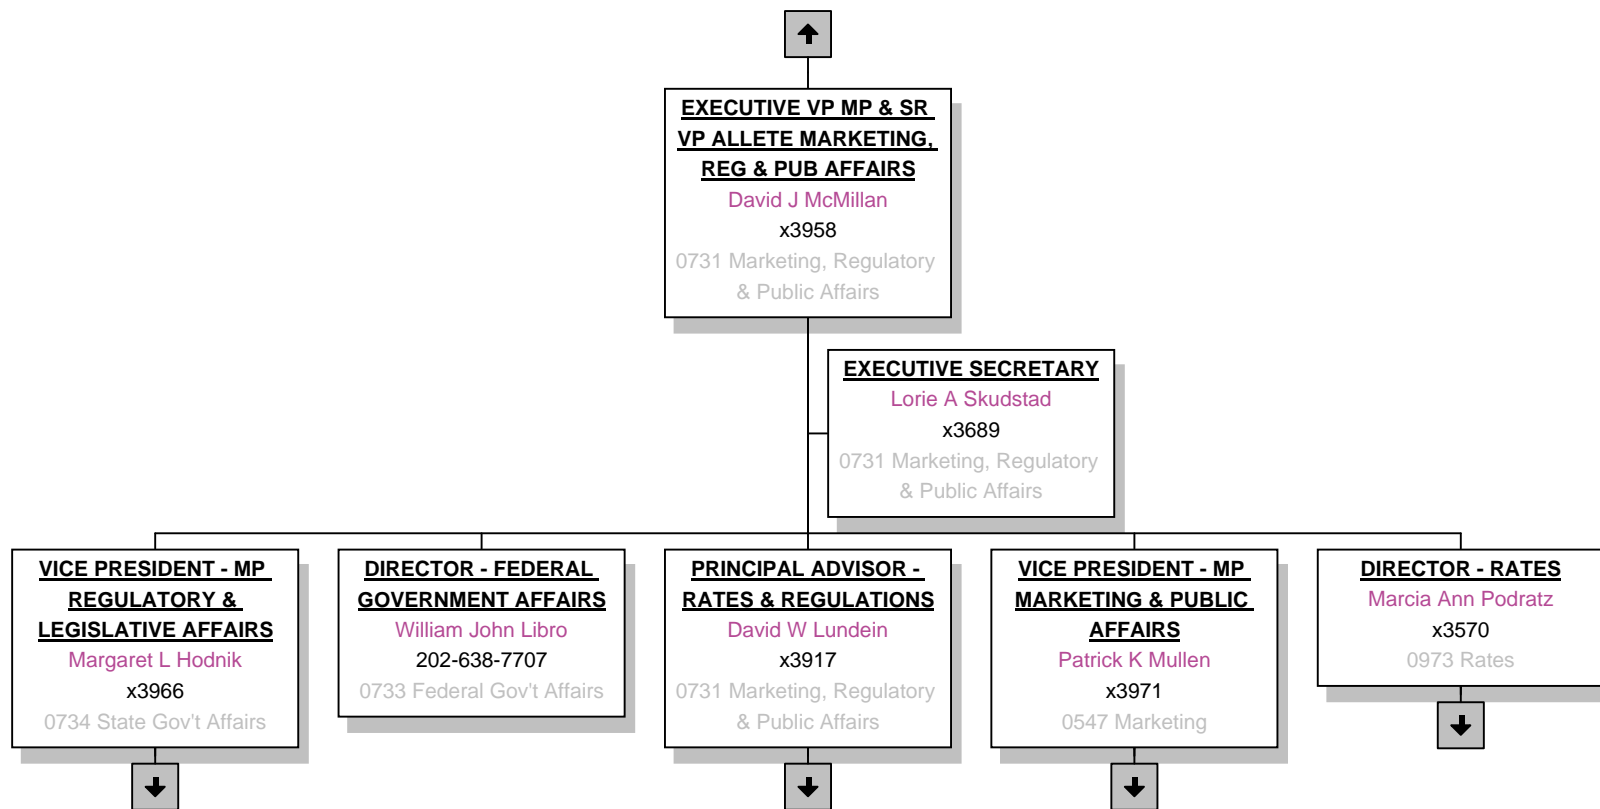 EXECUTIVE VP MP & SR
VP ALLETE MARKETING,
REG & PUB AFFAIRS
David J McMillan
x3958
0731 Marketing, Regulatory
& Public Affairs
EXECUTIVE SECRETARY
Lorie A Skudstad
x3689
0731 Marketing, Regulatory
& Public Affairs
VICE PRESIDENT - MP
REGULATORY &
LEGISLATIVE AFFAIRS
Margaret L Hodnik
x3966
0734 State Gov't Affairs
DIRECTOR - FEDERAL
GOVERNMENT AFFAIRS
William John Libro
202-638-7707
0733 Federal Gov't Affairs
PRINCIPAL ADVISOR -
RATES & REGULATIONS
David W Lundein
x3917
0731 Marketing, Regulatory
& Public Affairs
VICE PRESIDENT - MP
MARKETING & PUBLIC
AFFAIRS
Patrick K Mullen
x3971
0547 Marketing
DIRECTOR - RATES
Marcia Ann Podratz
x3570
0973 Rates